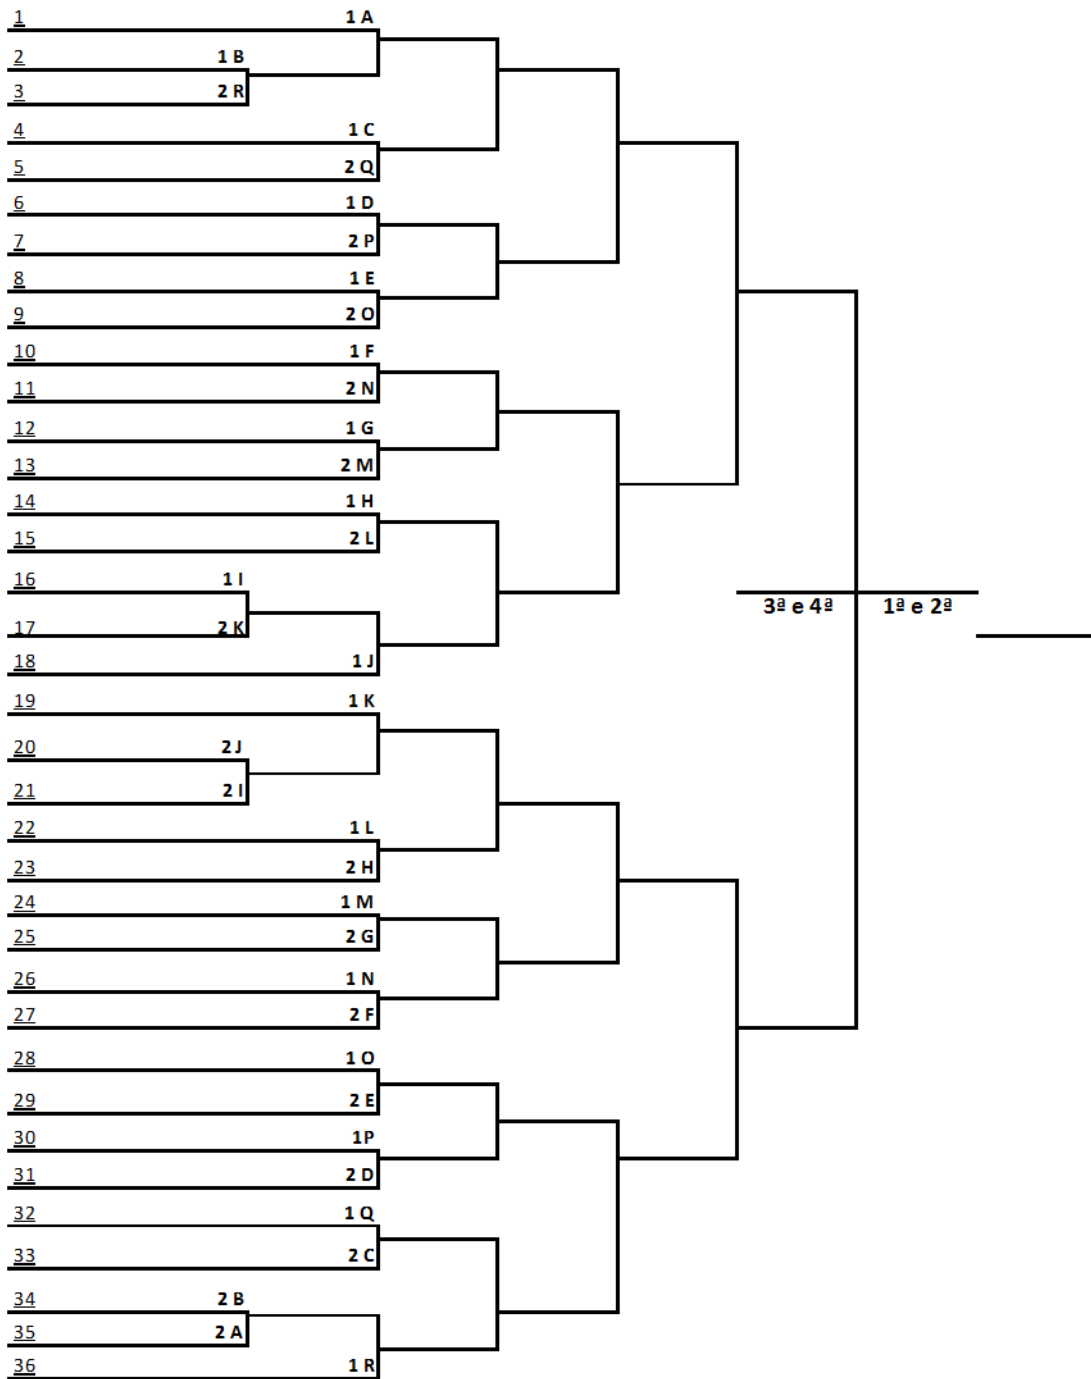 1 1 A
2 1 B
3 2 R
4 1 C
5 2 Q
6 1 D
7 2 P
8 1 E
9 2 O
10 1 F
11 2 N
12 1 G
13 2 M
14 1 H
15 2 L
16 1 I
3ª e 4ª 1ª e 2ª
17 2 K
18 1 J
19 1 K
20 2 J
21 2 I
22 1 L
23 2 H
24 1 M
25 2 G
26 1 N
27 2 F
28 1 O
29 2 E
30 1P
31 2 D
32 1 Q
33 2 C
34 2 B
35 2 A
36 1 R